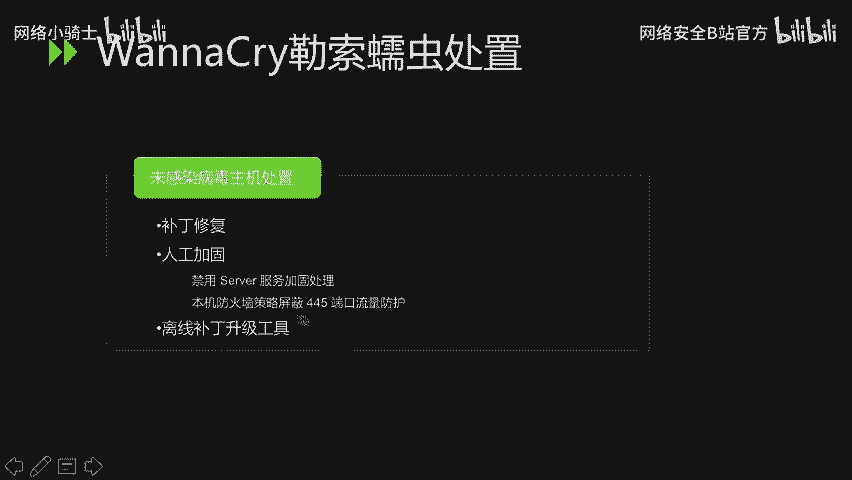 网络小骑士 bilibili
网络安全B站官方 bilibili
WannaCry勒索蠕虫处置
未感染病毒主机处置
•补丁修复
•人工加固
禁用 Server 服务加固处理
本机防火墙策略屏蔽 445 端口流量防护
•离线补丁升级工具